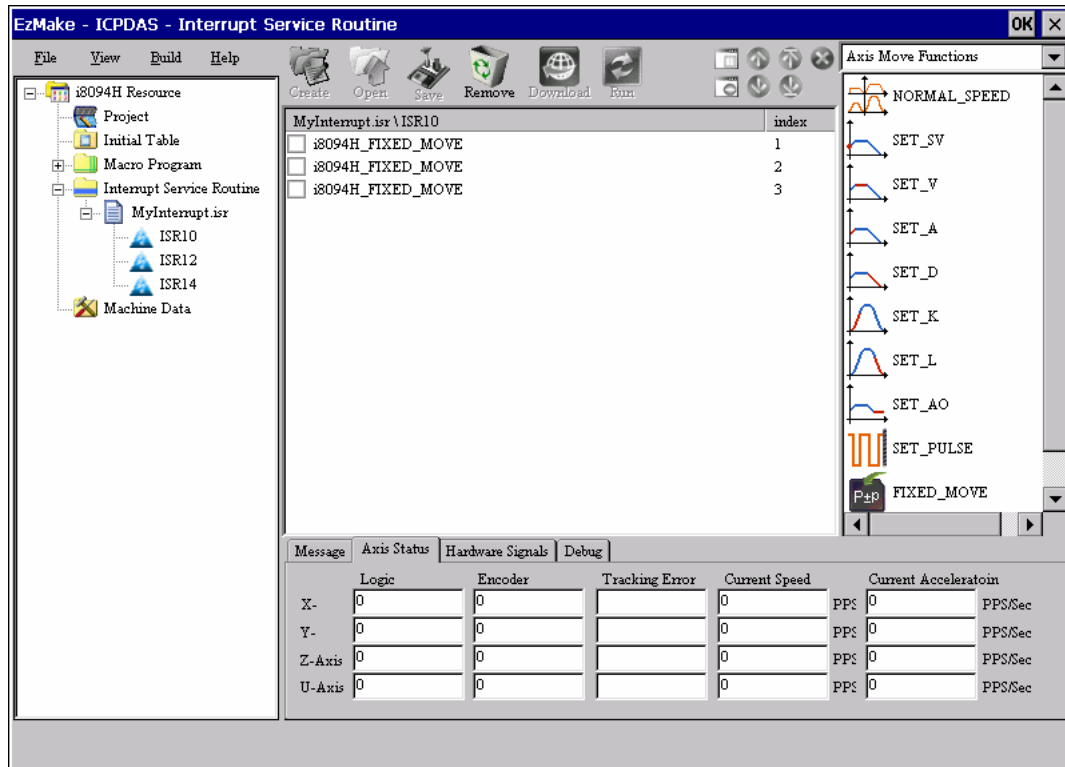 EzMake - ICPDAS - Interrupt Service Routine OK
File View Build Help
Create Open Save Remove Download Run
Axis Move Functions
i8094H Resource
Project
Initial Table
Macro Program
Interrupt Service Routine
MyInterrupt.isr
ISR10
ISR12
ISR14
Machine Data
MyInterrupt.isr \ ISR10 index
i8094H_FIXED_MOVE 1
i8094H_FIXED_MOVE 2
i8094H_FIXED_MOVE 3
NORMAL_SPEED
SET_SV
SET_V
SET_A
SET_D
SET_K
SET_L
SET_AO
SET_PULSE
P±p FIXED_MOVE
Message Axis Status Hardware Signals Debug
Logic Encoder Tracking Error Current Speed Current Acceleratoin
X- 0 0 0 PPS 0 PPS/Sec
Y- 0 0 0 PPS 0 PPS/Sec
Z-Axis 0 0 0 PPS 0 PPS/Sec
U-Axis 0 0 0 PPS 0 PPS/Sec